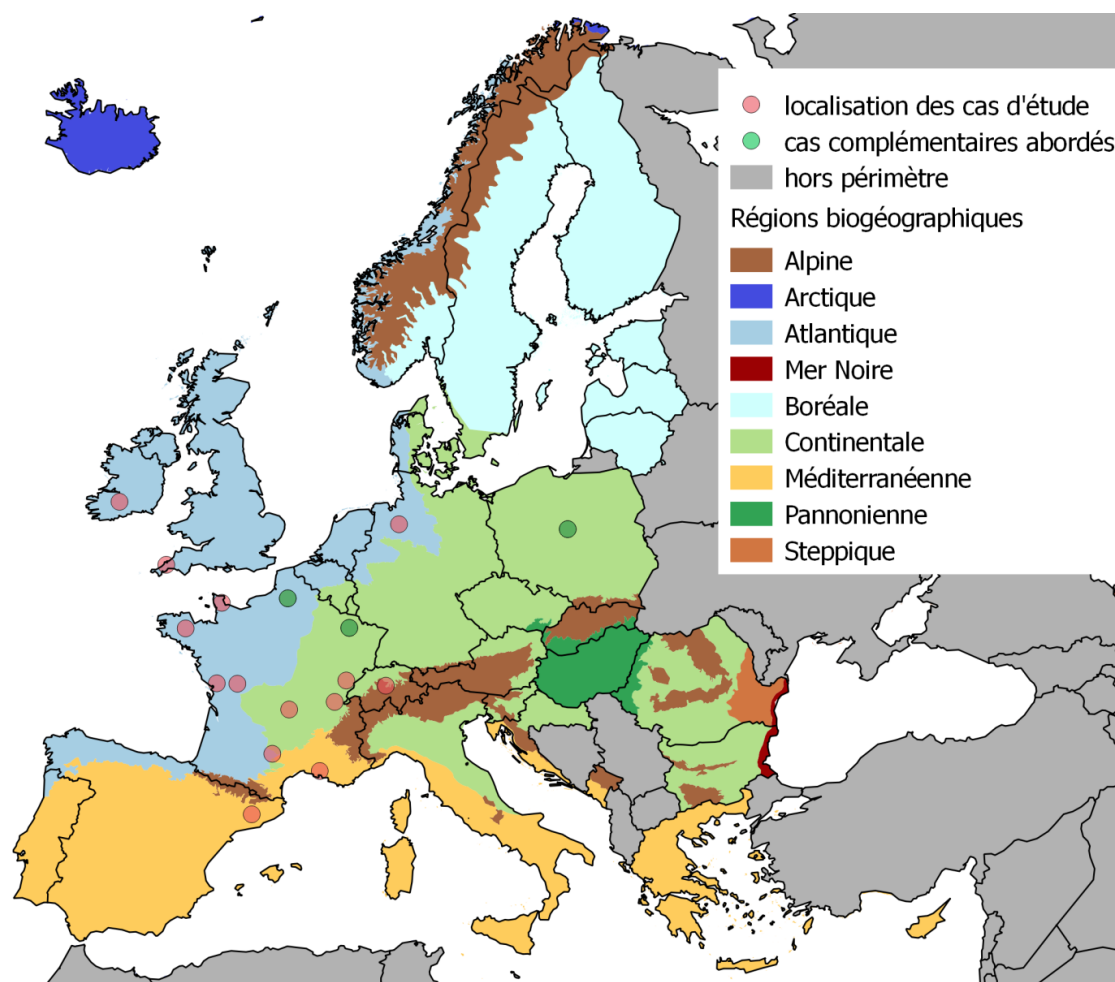 localisation des cas d'étude
cas complémentaires abordés
hors périmètre
Régions biogéographiques
Alpine
Arctique
Atlantique
Mer Noire
Boréale
Continentale
Méditerranéenne
Pannonienne
Steppique